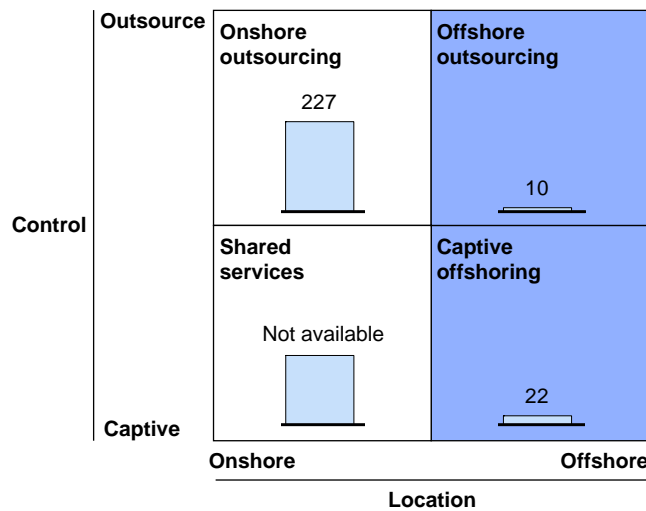 Outsource
Onshore
outsourcing
227
Offshore
outsourcing
10
Control
Shared
services
Not available
Captive
offshoring
22
Captive
Onshore
Offshore
Location